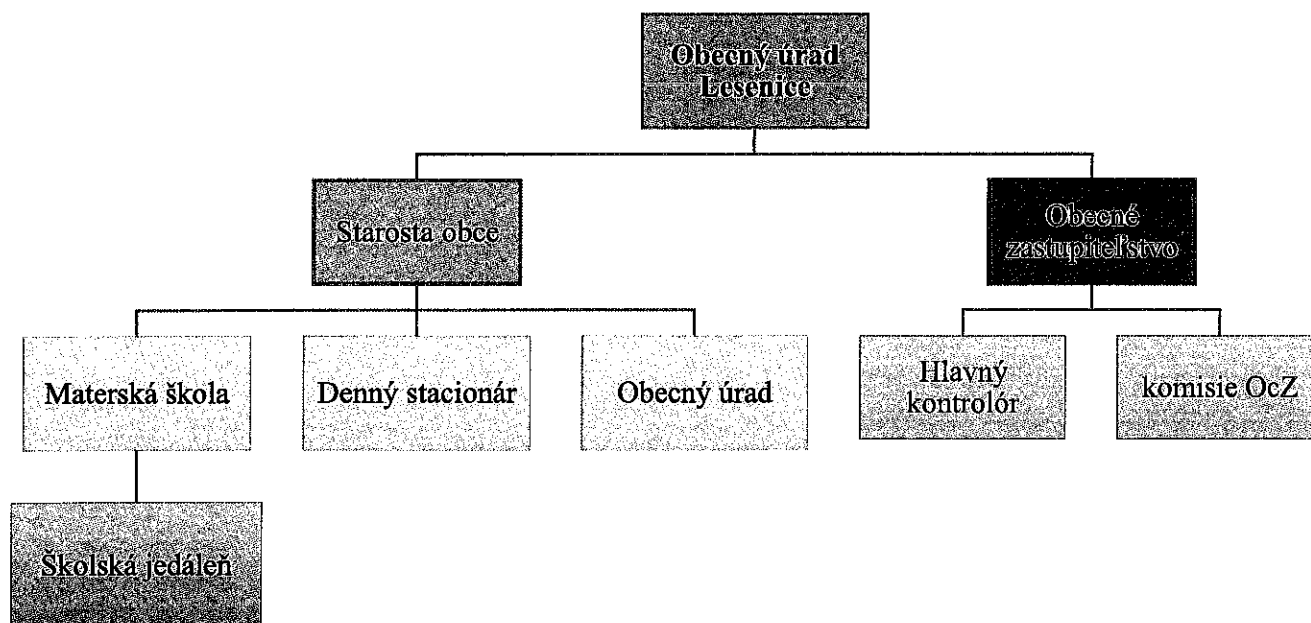 Obecný úrad
Lesenice
Starosta obce
Obecné
zastupiteľstvo
Materská škola
Denný stacionár
Obecný úrad
Hlavný
kontrolór
komisie OcZ
Školská jedáleň